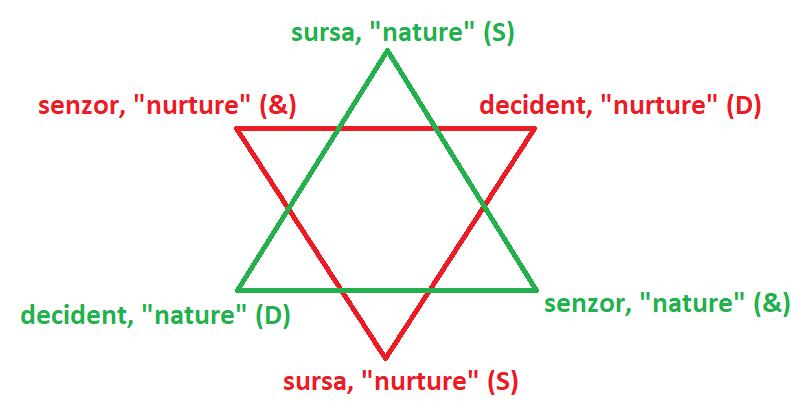 sursa, "nature" (S)
senzor, "nurture" (&)
decident, "nurture" (D)
decident, "nature" (D)
senzor, "nature" (&)
sursa, "nurture" (S)